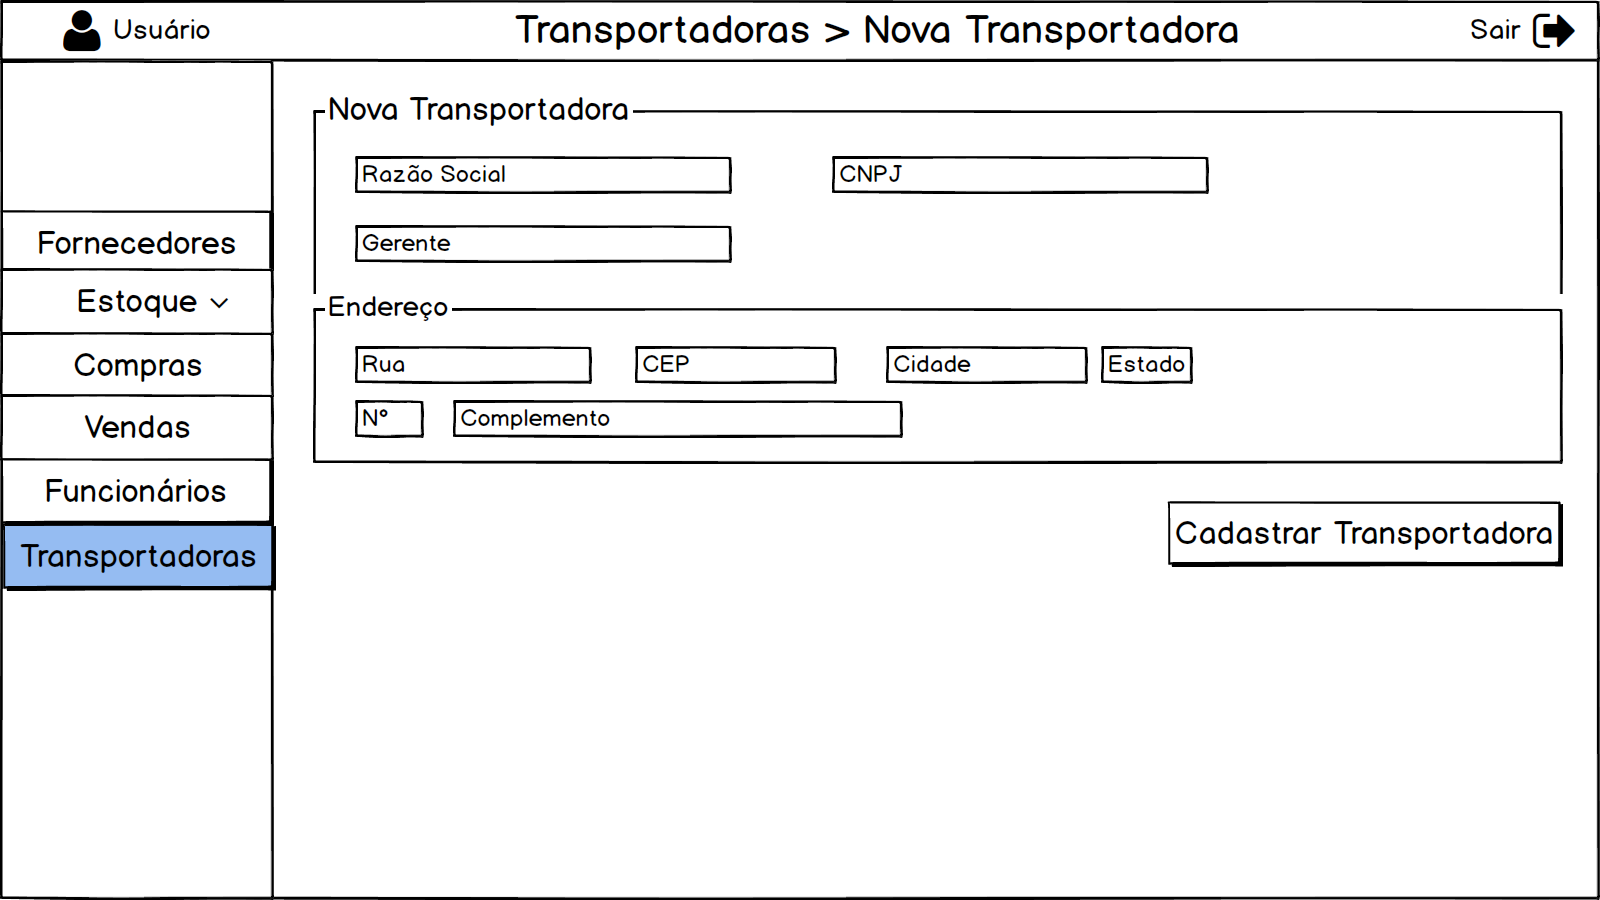 Usuário
Transportadoras > Nova Transportadora
Sair
Fornecedores
Estoque
Compras
Vendas
Funcionários
Transportadoras
Nova Transportadora
Razão Social
CNPJ
Gerente
Endereço
Rua
CEP
Cidade
Estado
Nº
Complemento
Cadastrar Transportadora